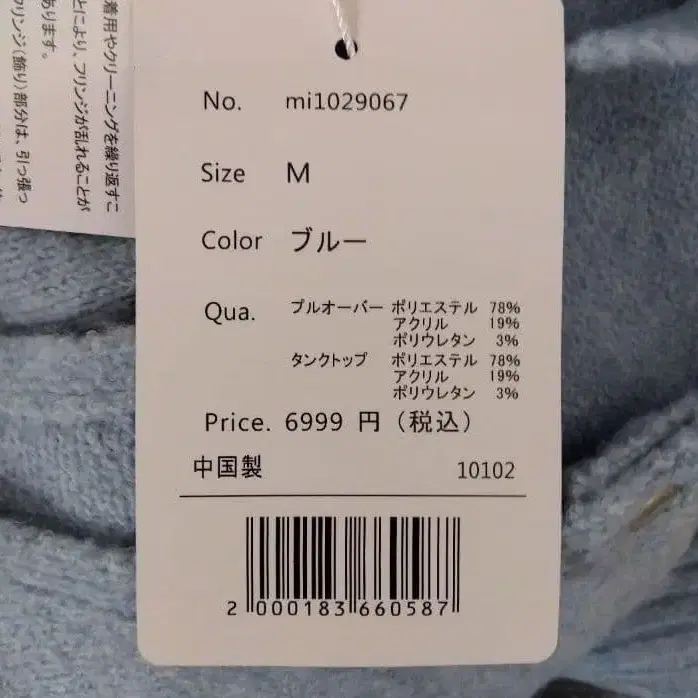 着用やクリーニングを繰り返すこ
とにより、フリンジが乱れることが
あります。
フリンジ(飾り)部分は、引っ張っ
No. mi1029067
Size M
Color ブルー
Qua. プルオーバー ポリエステル 78%
アクリル 19%
ポリウレタン 3%
タンクトップ ポリエステル 78%
アクリル 19%
ポリウレタン 3%
Price. 6999 円（税込）
中国製 10102
2 000183 660587